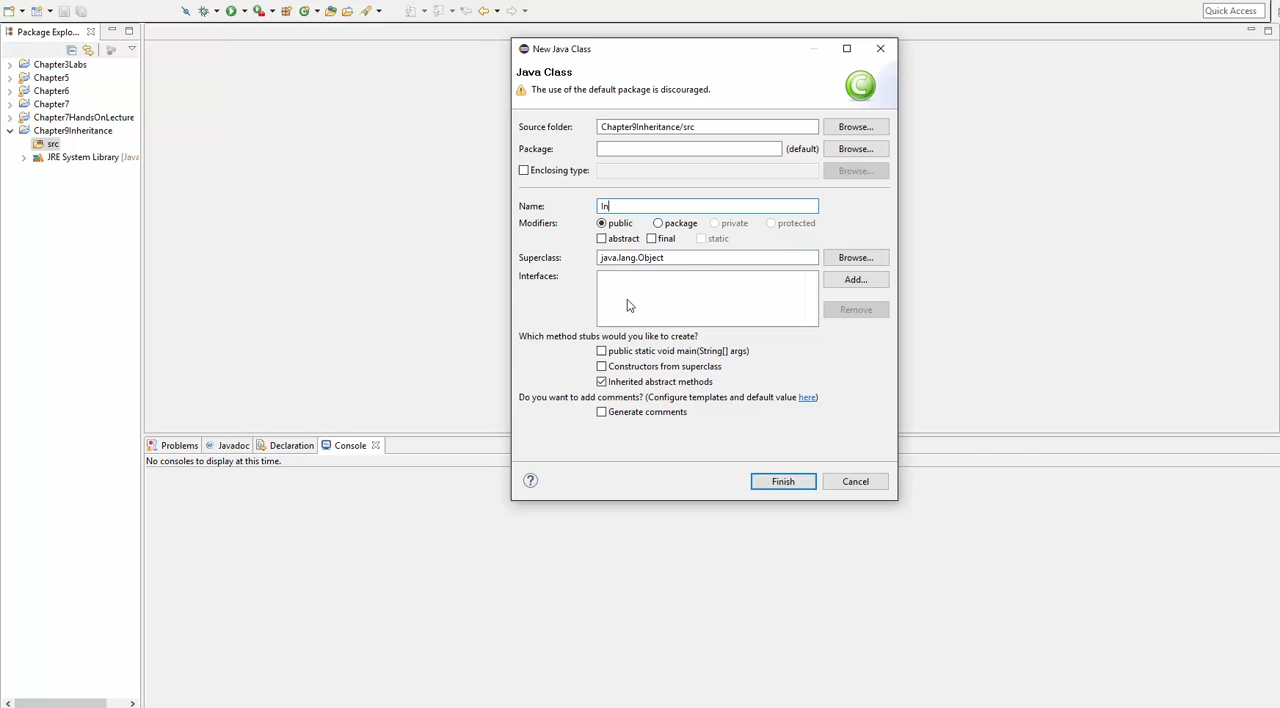 Quick Access
Package Explo...
Chapter3Labs
Chapter5
Chapter6
Chapter7
Chapter7HandsOnLecture
Chapter9Inheritance
src
JRE System Library [Java
New Java Class
Java Class
The use of the default package is discouraged.
Source folder: Chapter9Inheritance/src Browse...
Package: (default) Browse...
Enclosing type: Browse...
Name: In
Modifiers: public package private protected
abstract final static
Superclass: java.lang.Object Browse...
Interfaces: Add...
Remove
Which method stubs would you like to create?
public static void main(String[] args)
Constructors from superclass
Inherited abstract methods
Do you want to add comments? (Configure templates and default value here)
Generate comments
Finish Cancel
Problems Javadoc Declaration Console
No consoles to display at this time.